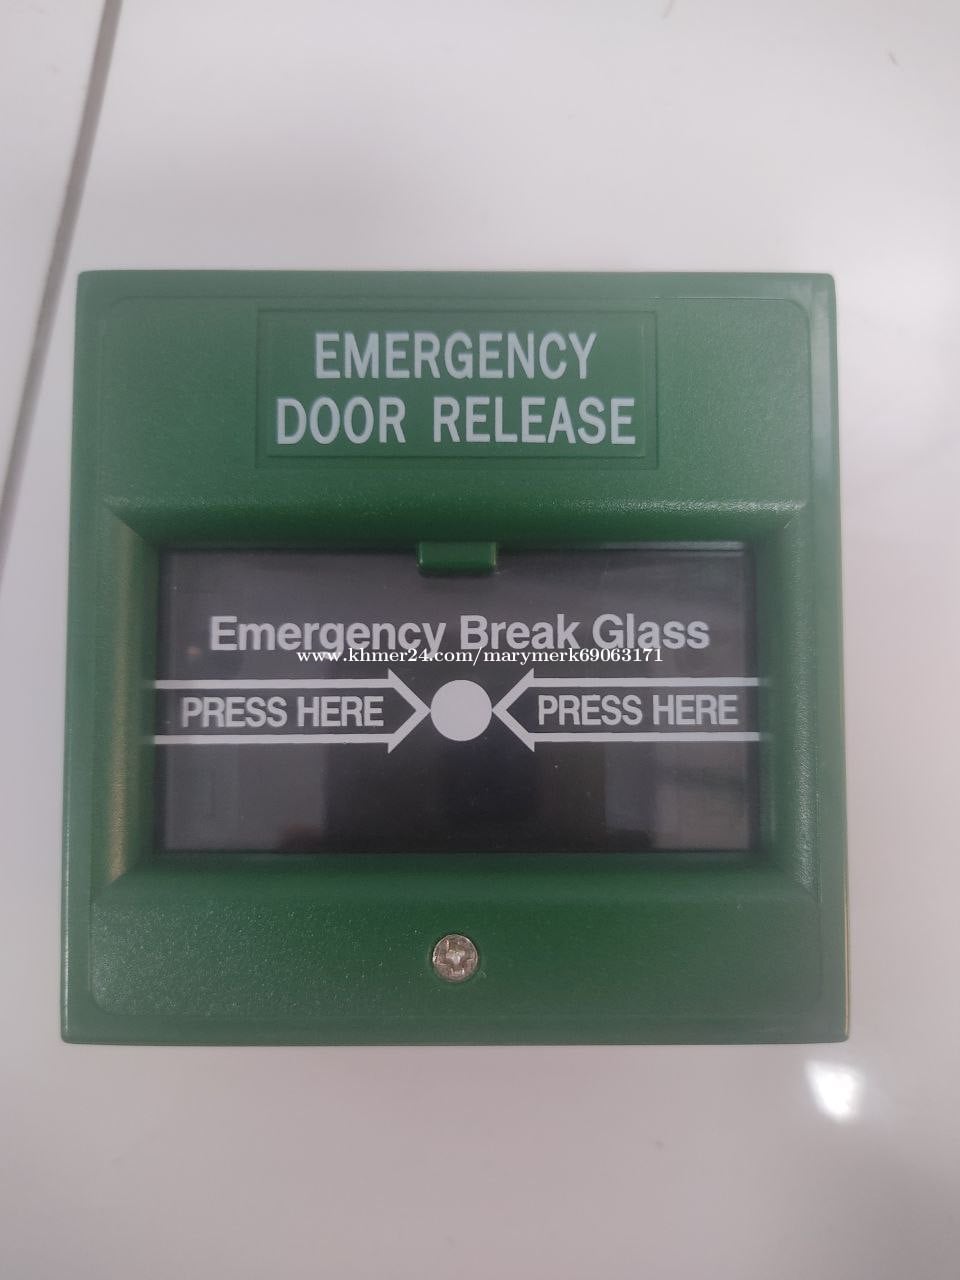 EMERGENCY
DOOR RELEASE
Emergency Break Glass
www.khmer24.com/marymerk69063171
PRESS HERE PRESS HERE